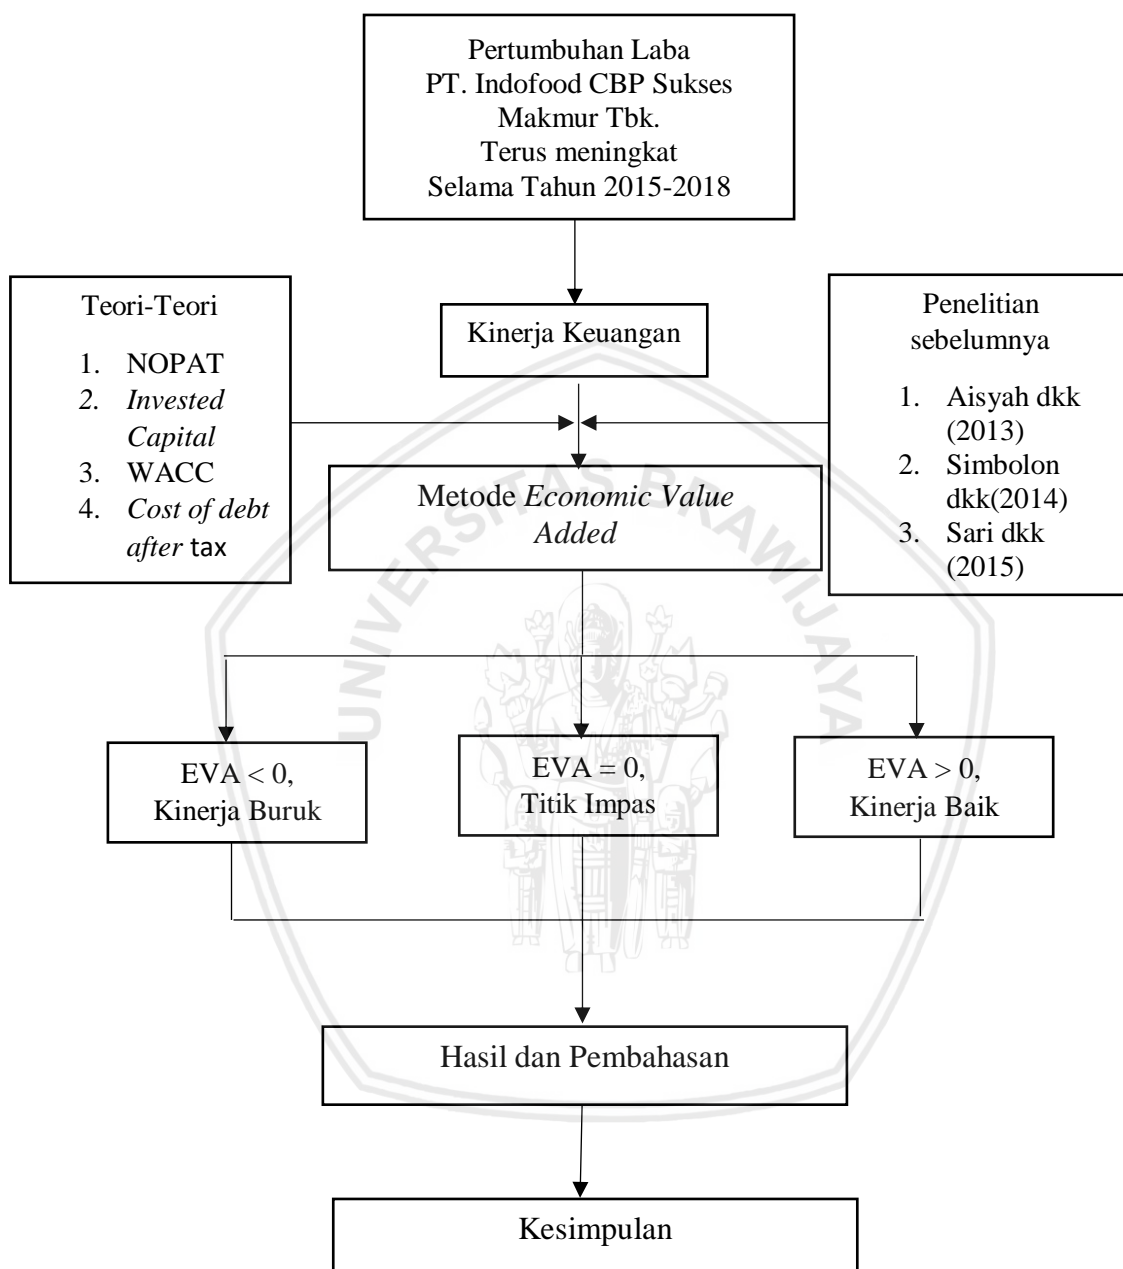 Pertumbuhan Laba
PT. Indofood CBP Sukses
Makmur Tbk.
Terus meningkat
Selama Tahun 2015-2018
Teori-Teori
1. NOPAT
2. Invested
Capital
3. WACC
4. Cost of debt
after tax
Kinerja Keuangan
Penelitian
sebelumnya
1. Aisyah dkk
(2013)
2. Simbolon
dkk(2014)
3. Sari dkk
(2015)
Metode Economic Value
Added
UNIVERSITAS BRAWIJAYA
EVA < 0,
Kinerja Buruk
EVA = 0,
Titik Impas
EVA > 0,
Kinerja Baik
Hasil dan Pembahasan
Kesimpulan